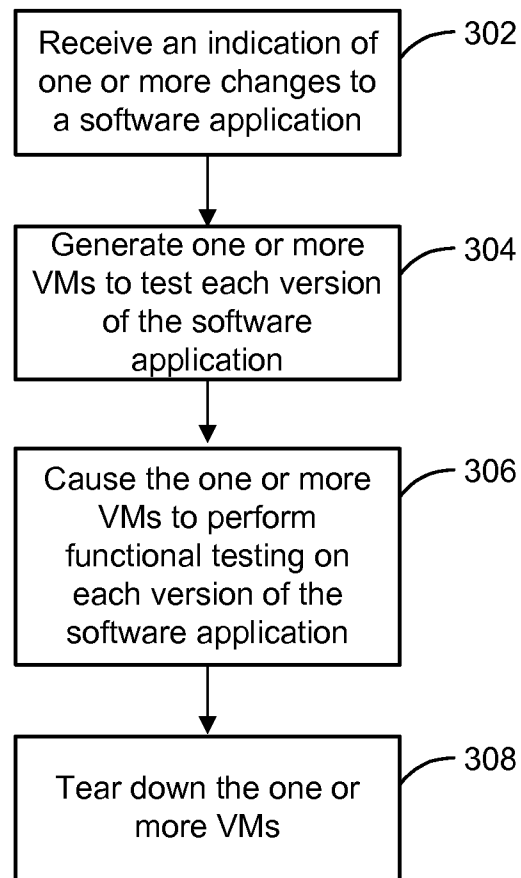 Receive an indication of
one or more changes to
a software application
302
Generate one or more
VMs to test each version
of the software
application
304
Cause the one or more
VMs to perform
functional testing on
each version of the
software application
306
Tear down the one or
more VMs
308